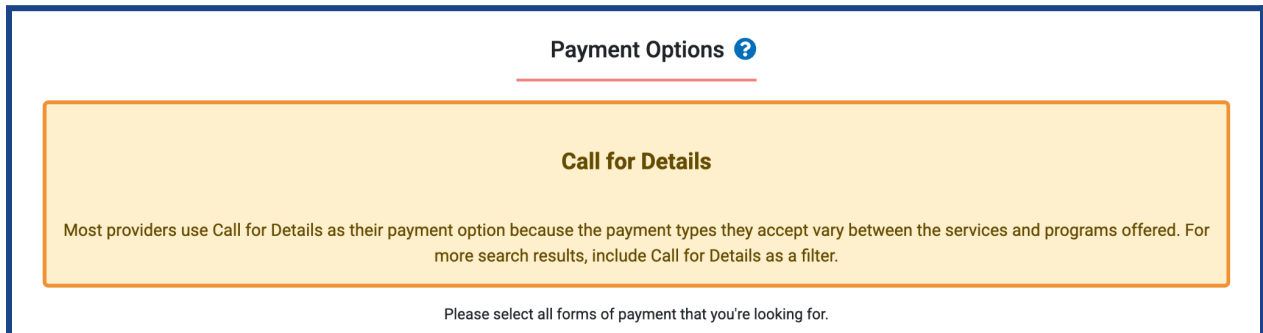 Payment Options
Call for Details
Most providers use Call for Details as their payment option because the payment types they accept vary between the services and programs offered. For
more search results, include Call for Details as a filter.
Please select all forms of payment that you're looking for.